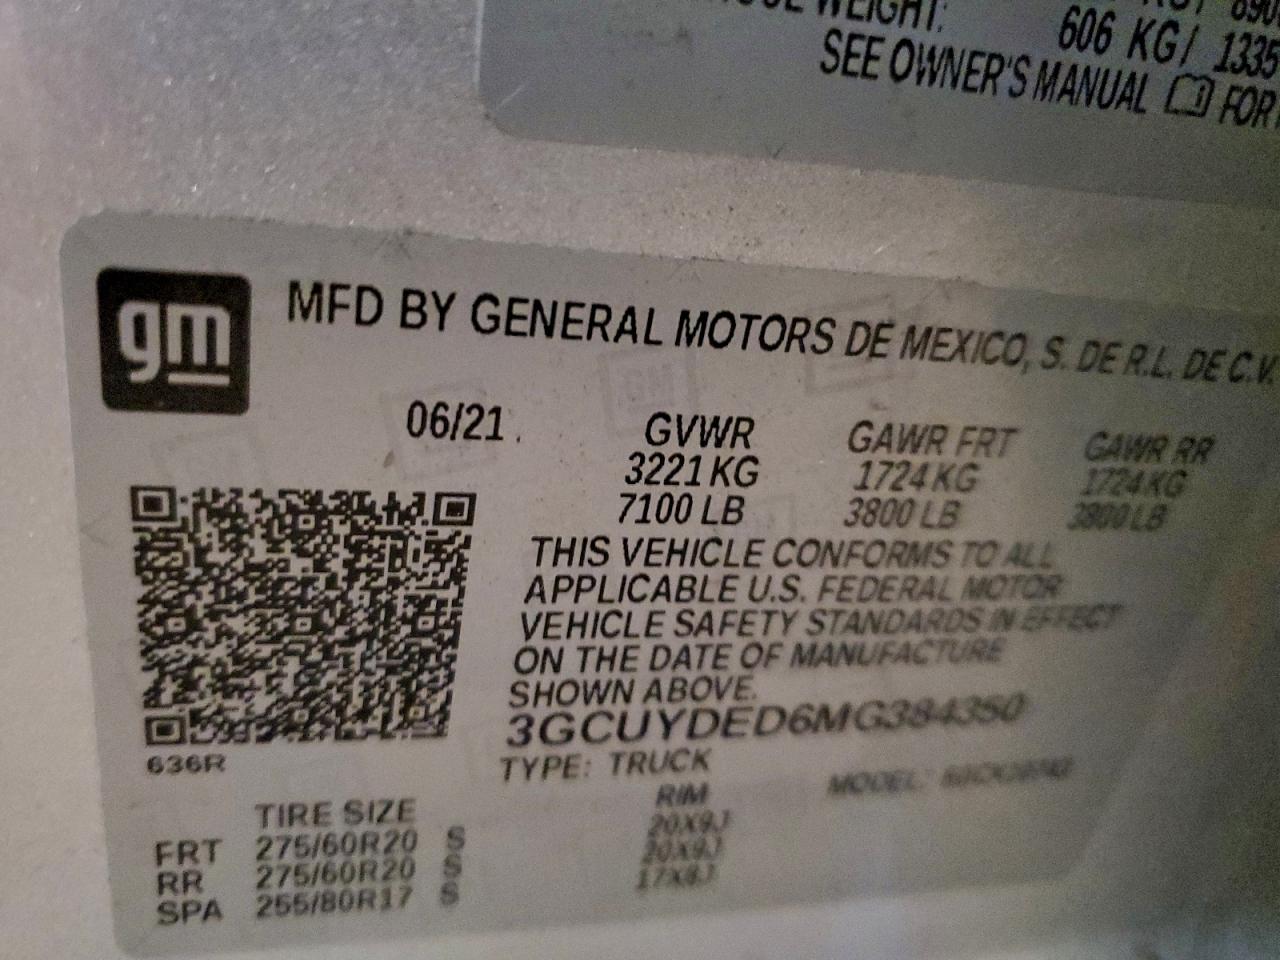 WEIGHT:
606 KG/ 1335
SEE OWNER'S MANUAL FOR
gm
MFD BY GENERAL MOTORS DE MEXICO, S. DE R.L. DE C.V.
06/21 GVWR GAWR FRT GAWR RR
3221 KG 1724 KG 1724 KG
7100 LB 3800 LB 3800 LB
THIS VEHICLE CONFORMS TO ALL
APPLICABLE U.S. FEDERAL MOTOR
VEHICLE SAFETY STANDARDS IN EFFECT
ON THE DATE OF MANUFACTURE
SHOWN ABOVE.
3GCUYDED6MG384350
636R
TYPE: TRUCK MODEL:
TIRE SIZE RIM
FRT 275/60R20 S 20X9J
RR 275/60R20 S 20X9J
SPA 255/80R17 S 17X8J